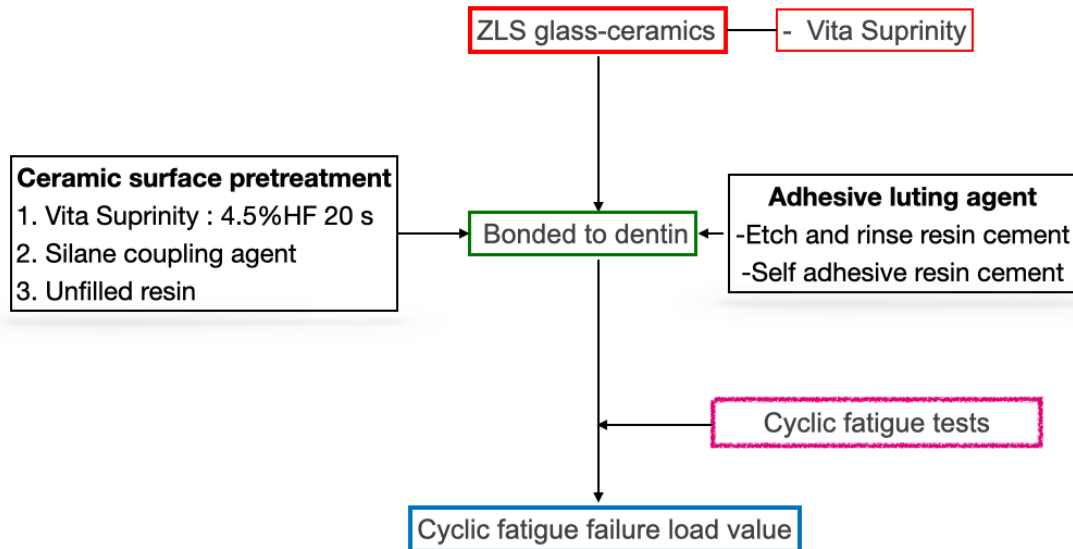 ZLS glass-ceramics
- Vita Suprinity
Ceramic surface pretreatment
1. Vita Suprinity : 4.5%HF 20 s
2. Silane coupling agent
3. Unfilled resin
Bonded to dentin
Adhesive luting agent
-Etch and rinse resin cement
-Self adhesive resin cement
Cyclic fatigue tests
Cyclic fatigue failure load value